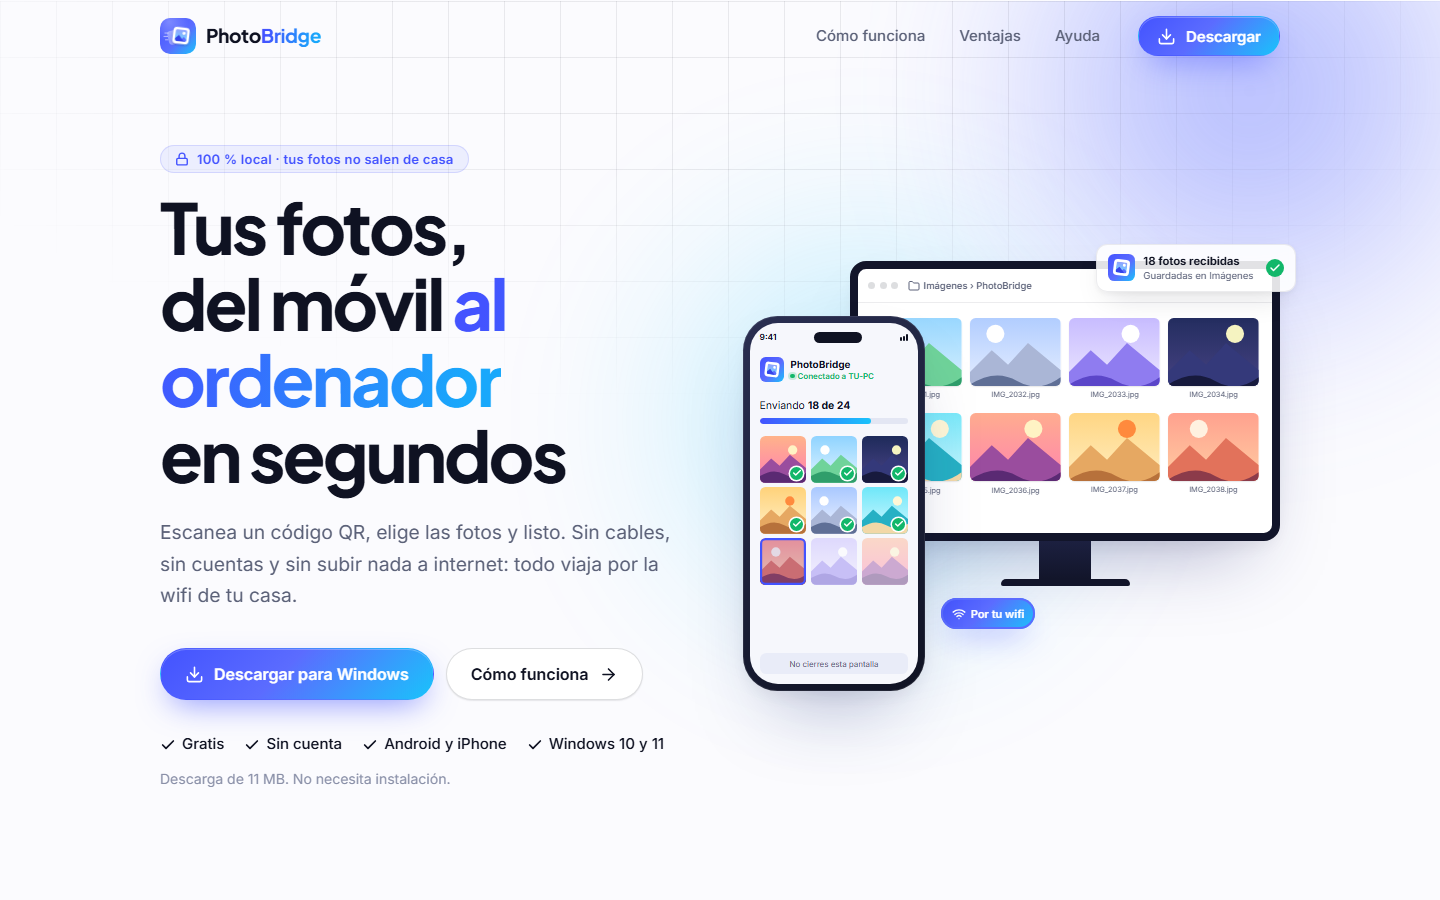 PhotoBridge
Cómo funciona
Ventajas
Ayuda
Descargar
100 % local · tus fotos no salen de casa
Tus fotos,
del móvil al
ordenador
en segundos
Escanea un código QR, elige las fotos y listo. Sin cables,
sin cuentas y sin subir nada a internet: todo viaja por la
wifi de tu casa.
Descargar para Windows
Cómo funciona
Gratis
Sin cuenta
Android y iPhone
Windows 10 y 11
Descarga de 11 MB. No necesita instalación.
18 fotos recibidas
Guardadas en Imágenes
Imágenes › PhotoBridge
IMG_2032.jpg
IMG_2033.jpg
IMG_2034.jpg
IMG_2036.jpg
IMG_2037.jpg
IMG_2038.jpg
9:41
PhotoBridge
Conectado a TU-PC
Enviando 18 de 24
No cierres esta pantalla
Por tu wifi